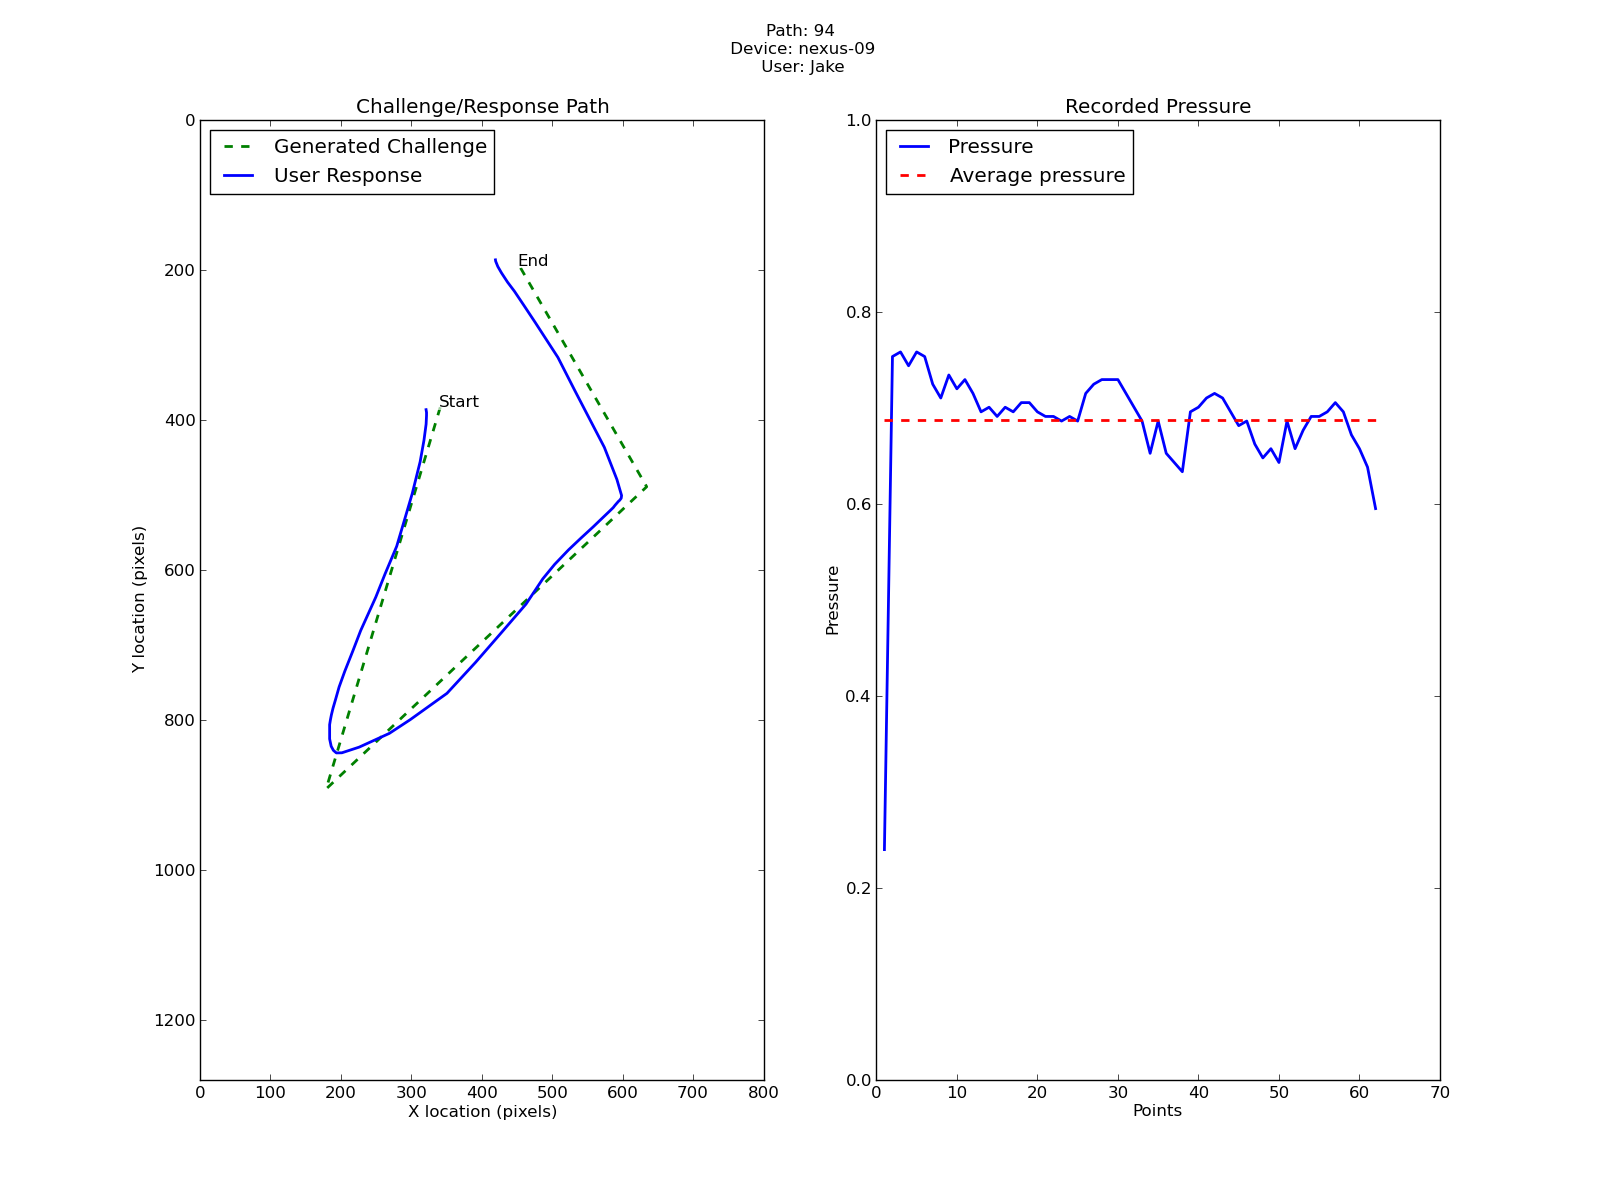 Path: 94
Device: nexus-09
User: Jake
Challenge/Response Path
Generated Challenge
User Response
End
Start
0
200
400
600
800
1000
1200
Y location (pixels)
0 100 200 300 400 500 600 700 800
X location (pixels)
Recorded Pressure
Pressure
Average pressure
1.0
0.8
0.6
0.4
0.2
0.0
Pressure
0 10 20 30 40 50 60 70
Points